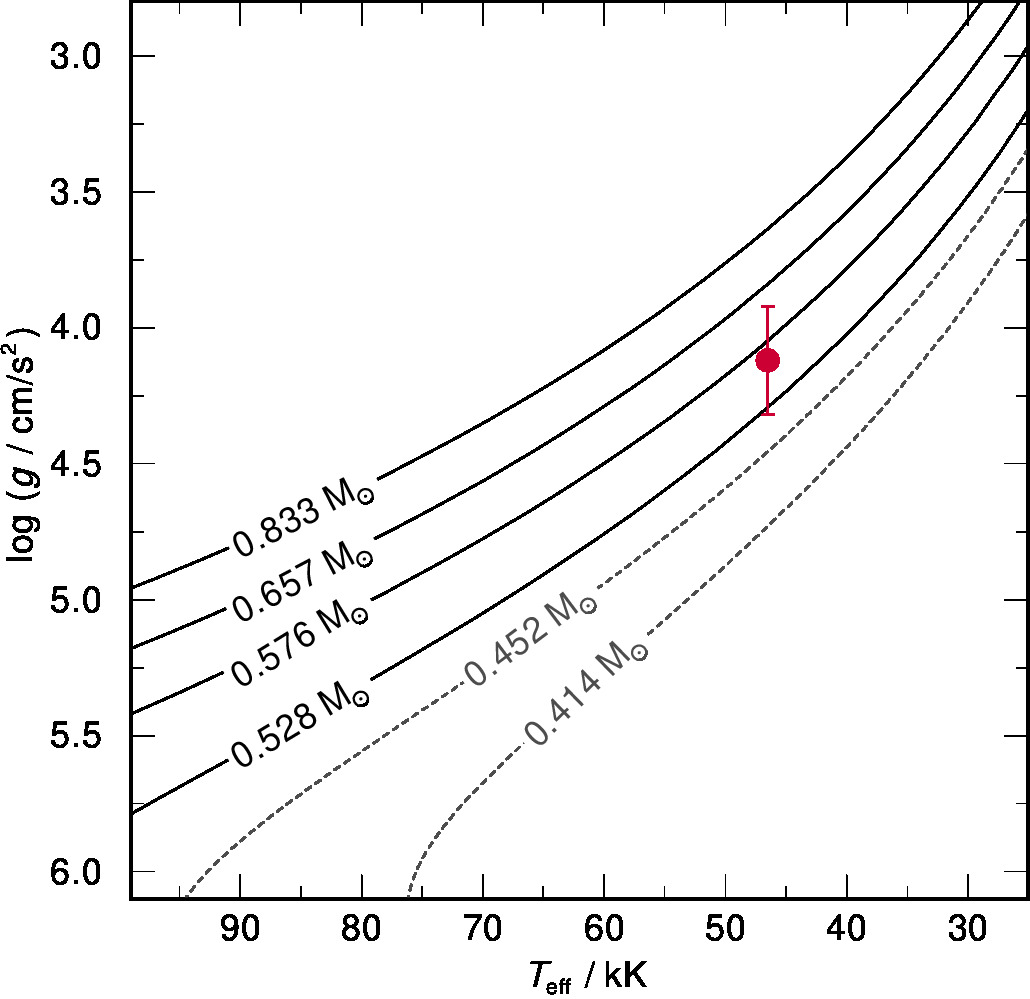 log (g / cm/s²)
3.0
3.5
4.0
4.5
5.0
5.5
6.0
0.833 M☉
0.657 M☉
0.576 M☉
0.528 M☉
0.452 M☉
0.414 M☉
90 80 70 60 50 40 30
Teff / kK